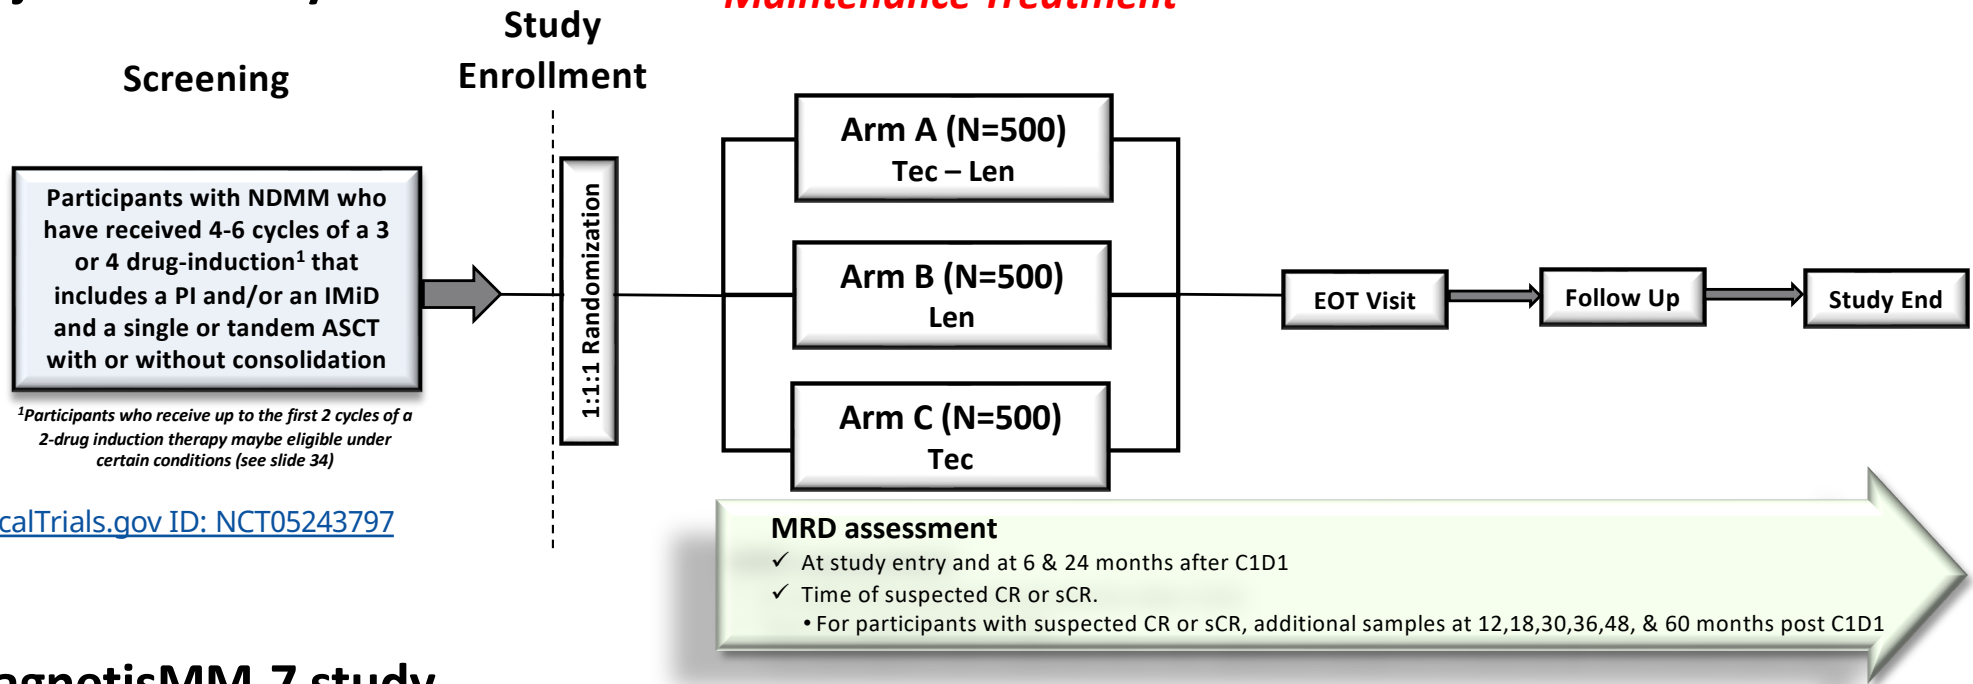 Maintenance Treatment
Study
Enrollment
Screening
Participants with NDMM who
have received 4-6 cycles of a 3
or 4 drug-induction¹ that
includes a PI and/or an IMiD
and a single or tandem ASCT
with or without consolidation
¹Participants who receive up to the first 2 cycles of a
2-drug induction therapy maybe eligible under
certain conditions (see slide 34)
1:1:1 Randomization
Arm A (N=500)
Tec – Len
Arm B (N=500)
Len
Arm C (N=500)
Tec
EOT Visit
Follow Up
Study End
calTrials.gov ID: NCT05243797
MRD assessment
✓ At study entry and at 6 & 24 months after C1D1
✓ Time of suspected CR or sCR.
• For participants with suspected CR or sCR, additional samples at 12,18,30,36,48, & 60 months post C1D1
agnetisMM-7 study